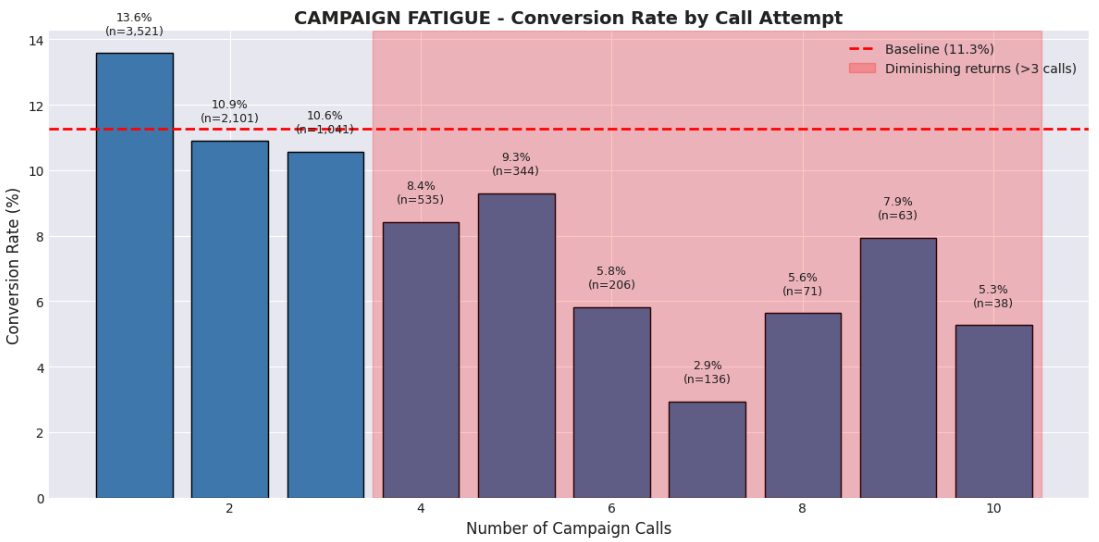 CAMPAIGN FATIGUE - Conversion Rate by Call Attempt
Baseline (11.3%)
Diminishing returns (>3 calls)
Conversion Rate (%)
14
12
10
8
6
4
2
0
13.6%
(n=3,521)
10.9%
(n=2,101)
10.6%
(n=1,041)
8.4%
(n=535)
9.3%
(n=344)
5.8%
(n=206)
2.9%
(n=136)
5.6%
(n=71)
7.9%
(n=63)
5.3%
(n=38)
2
4
6
8
10
Number of Campaign Calls